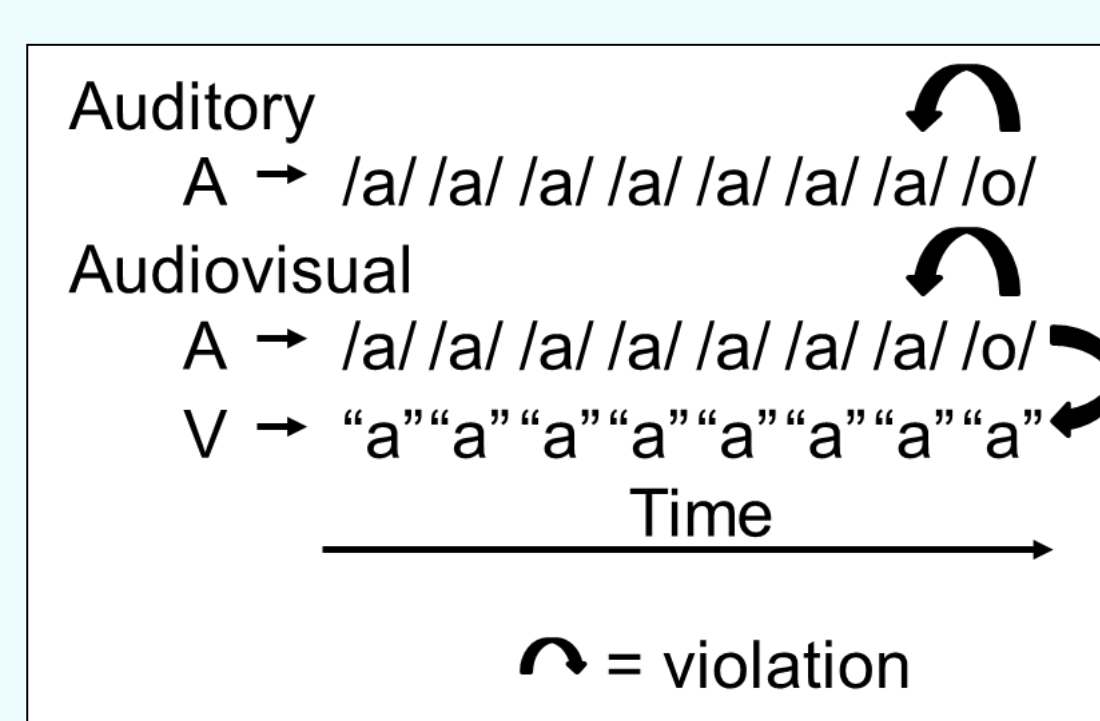 Auditory
A → /a/ /a/ /a/ /a/ /a/ /a/ /a/ /o/
Audiovisual
A → /a/ /a/ /a/ /a/ /a/ /a/ /a/ /o/
V → “a” “a” “a” “a” “a” “a” “a” “a”
Time
= violation